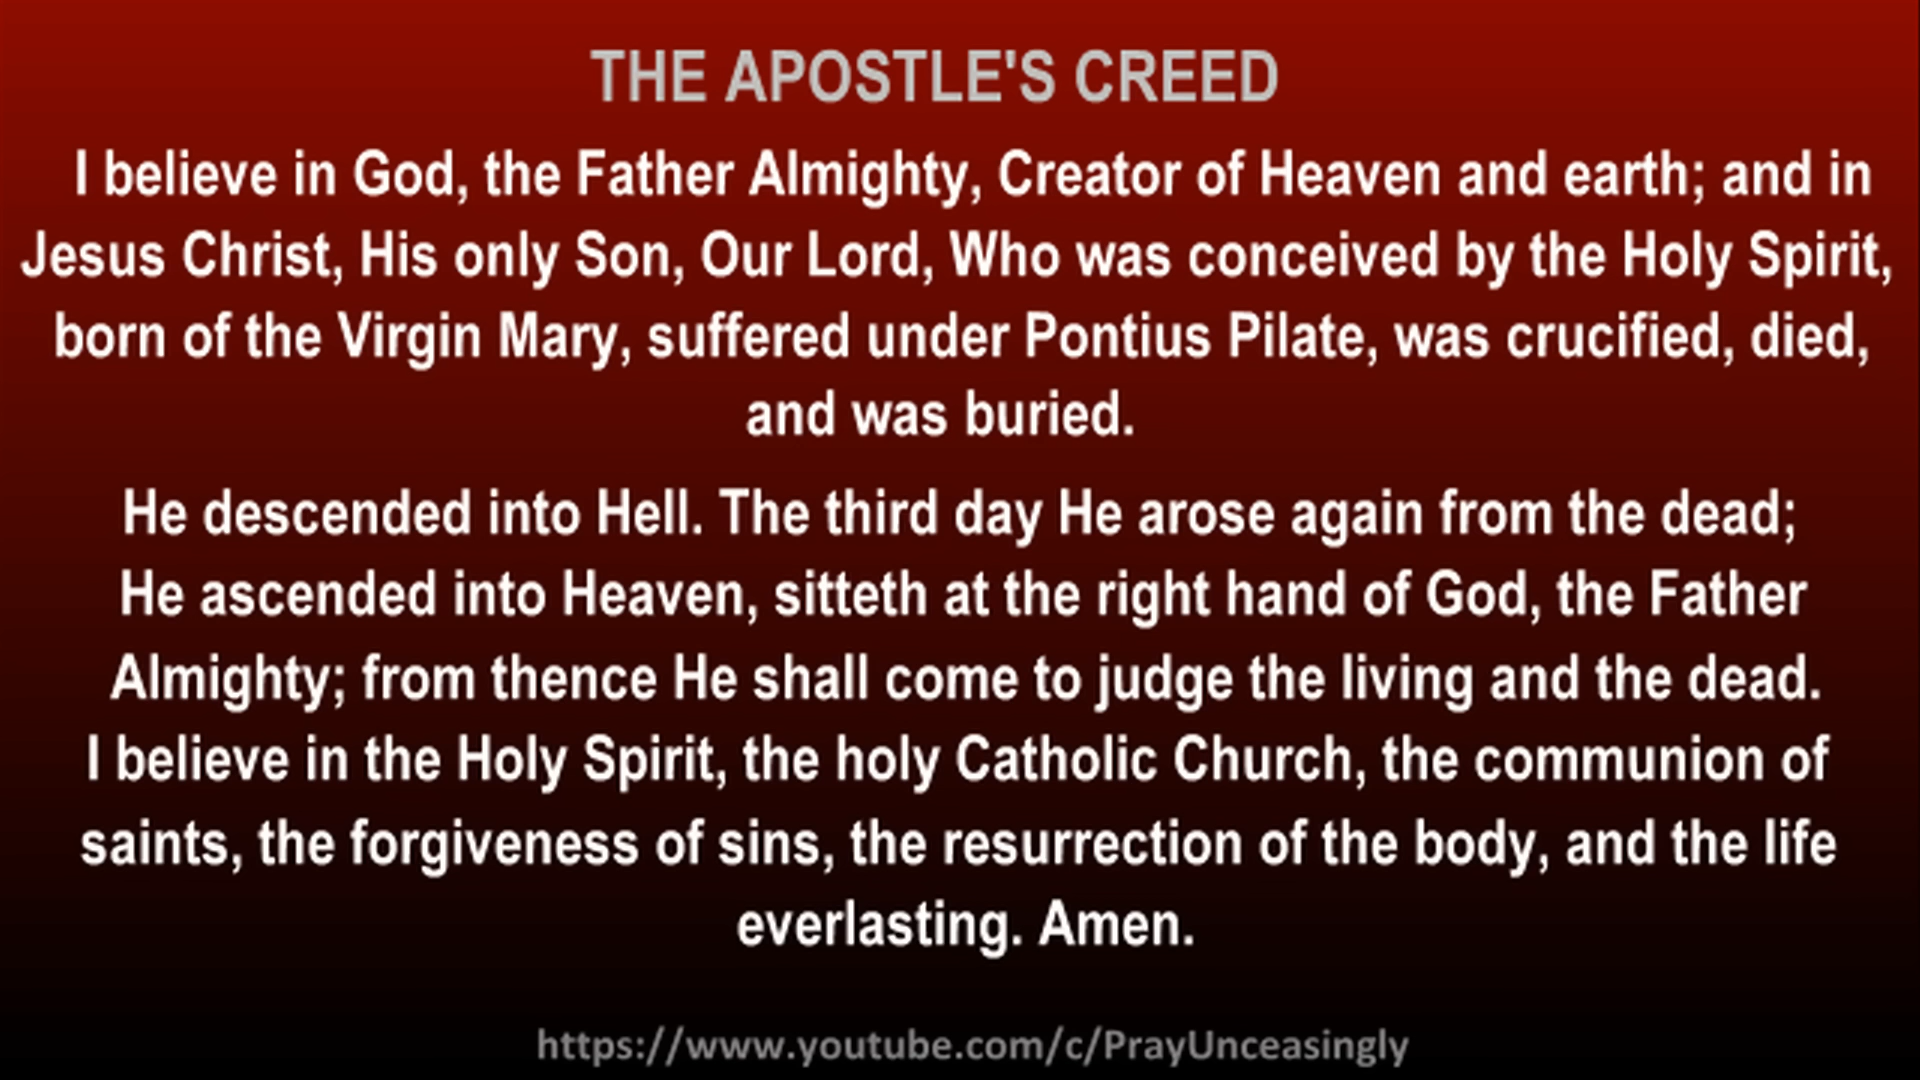 THE APOSTLE'S CREED
I believe in God, the Father Almighty, Creator of Heaven and earth; and in
Jesus Christ, His only Son, Our Lord, Who was conceived by the Holy Spirit,
born of the Virgin Mary, suffered under Pontius Pilate, was crucified, died,
and was buried.
He descended into Hell. The third day He arose again from the dead;
He ascended into Heaven, sitteth at the right hand of God, the Father
Almighty; from thence He shall come to judge the living and the dead.
I believe in the Holy Spirit, the holy Catholic Church, the communion of
saints, the forgiveness of sins, the resurrection of the body, and the life
everlasting. Amen.
https://www.youtube.com/c/PrayUnceasingly